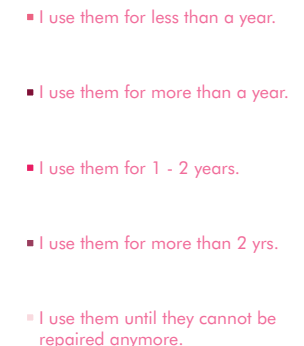 I use them for less than a year.
I use them for more than a year.
I use them for 1 - 2 years.
I use them for more than 2 yrs.
I use them until they cannot be
repaired anymore.